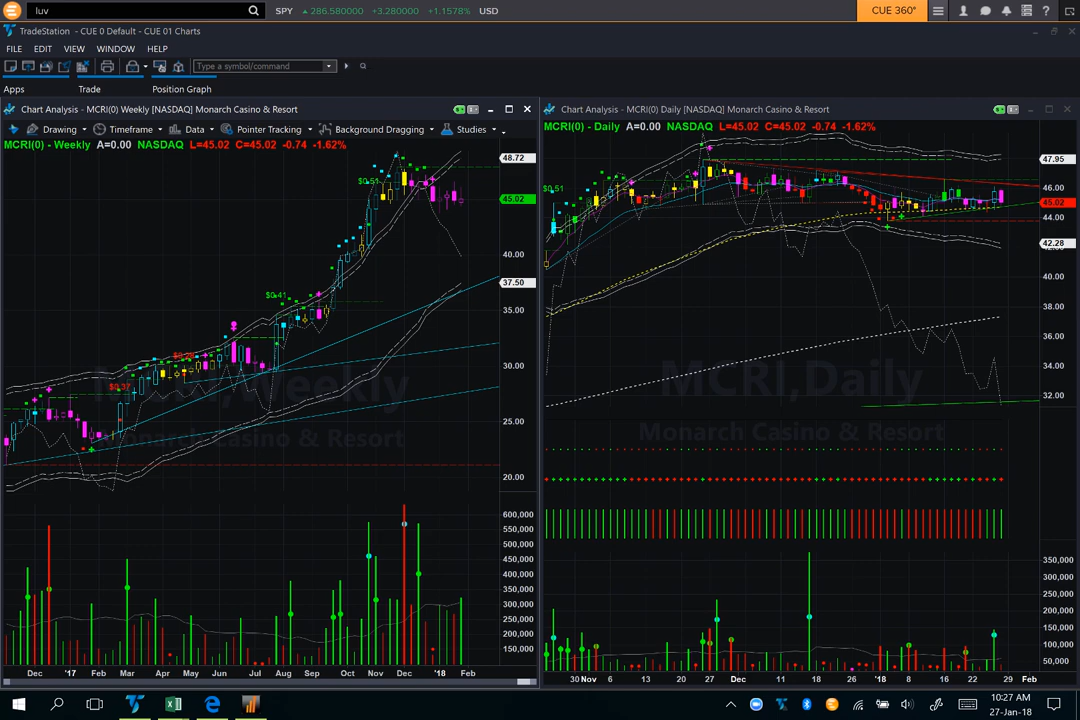 luv
SPY 286.580000 +3.280000 +1.1578% USD
CUE 360°
TradeStation - CUE 0 Default - CUE 01 Charts
FILE EDIT VIEW WINDOW HELP
Type a symbol/command
Apps Trade Position Graph
Chart Analysis - MCRI(0) Weekly [NASDAQ] Monarch Casino & Resort
Drawing Timeframe Data Pointer Tracking Background Dragging Studies
MCRI(0) - Weekly A=0.00 NASDAQ L=45.02 C=45.02 -0.74 -1.62%
48.72
$0.51
45.02
40.00
37.50
$0.41
35.00
30.00
$0.37
25.00
Weekly
Monarch Casino & Resort
20.00
600,000
550,000
500,000
450,000
400,000
350,000
300,000
250,000
200,000
150,000
Dec '17 Feb Mar Apr May Jun Jul Aug Sep Oct Nov Dec '18 Feb
Chart Analysis - MCRI(0) Daily [NASDAQ] Monarch Casino & Resort
MCRI(0) - Daily A=0.00 NASDAQ L=45.02 C=45.02 -0.74 -1.62%
47.95
$0.51
46.00
45.02
44.00
42.28
40.00
38.00
36.00
34.00
MCRI,Daily
32.00
Monarch Casino & Resort
350,000
300,000
250,000
200,000
150,000
100,000
50,000
30 Nov 6 13 20 27 Dec 11 18 26 '18 8 16 22 29 Feb
10:27 AM
27-Jan-18